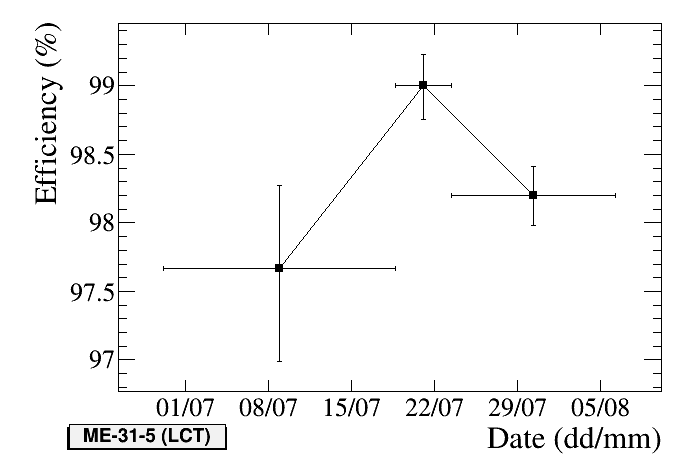 Efficiency (%)
99
98.5
98
97.5
97
01/07 08/07 15/07 22/07 29/07 05/08
ME-31-5 (LCT)
Date (dd/mm)